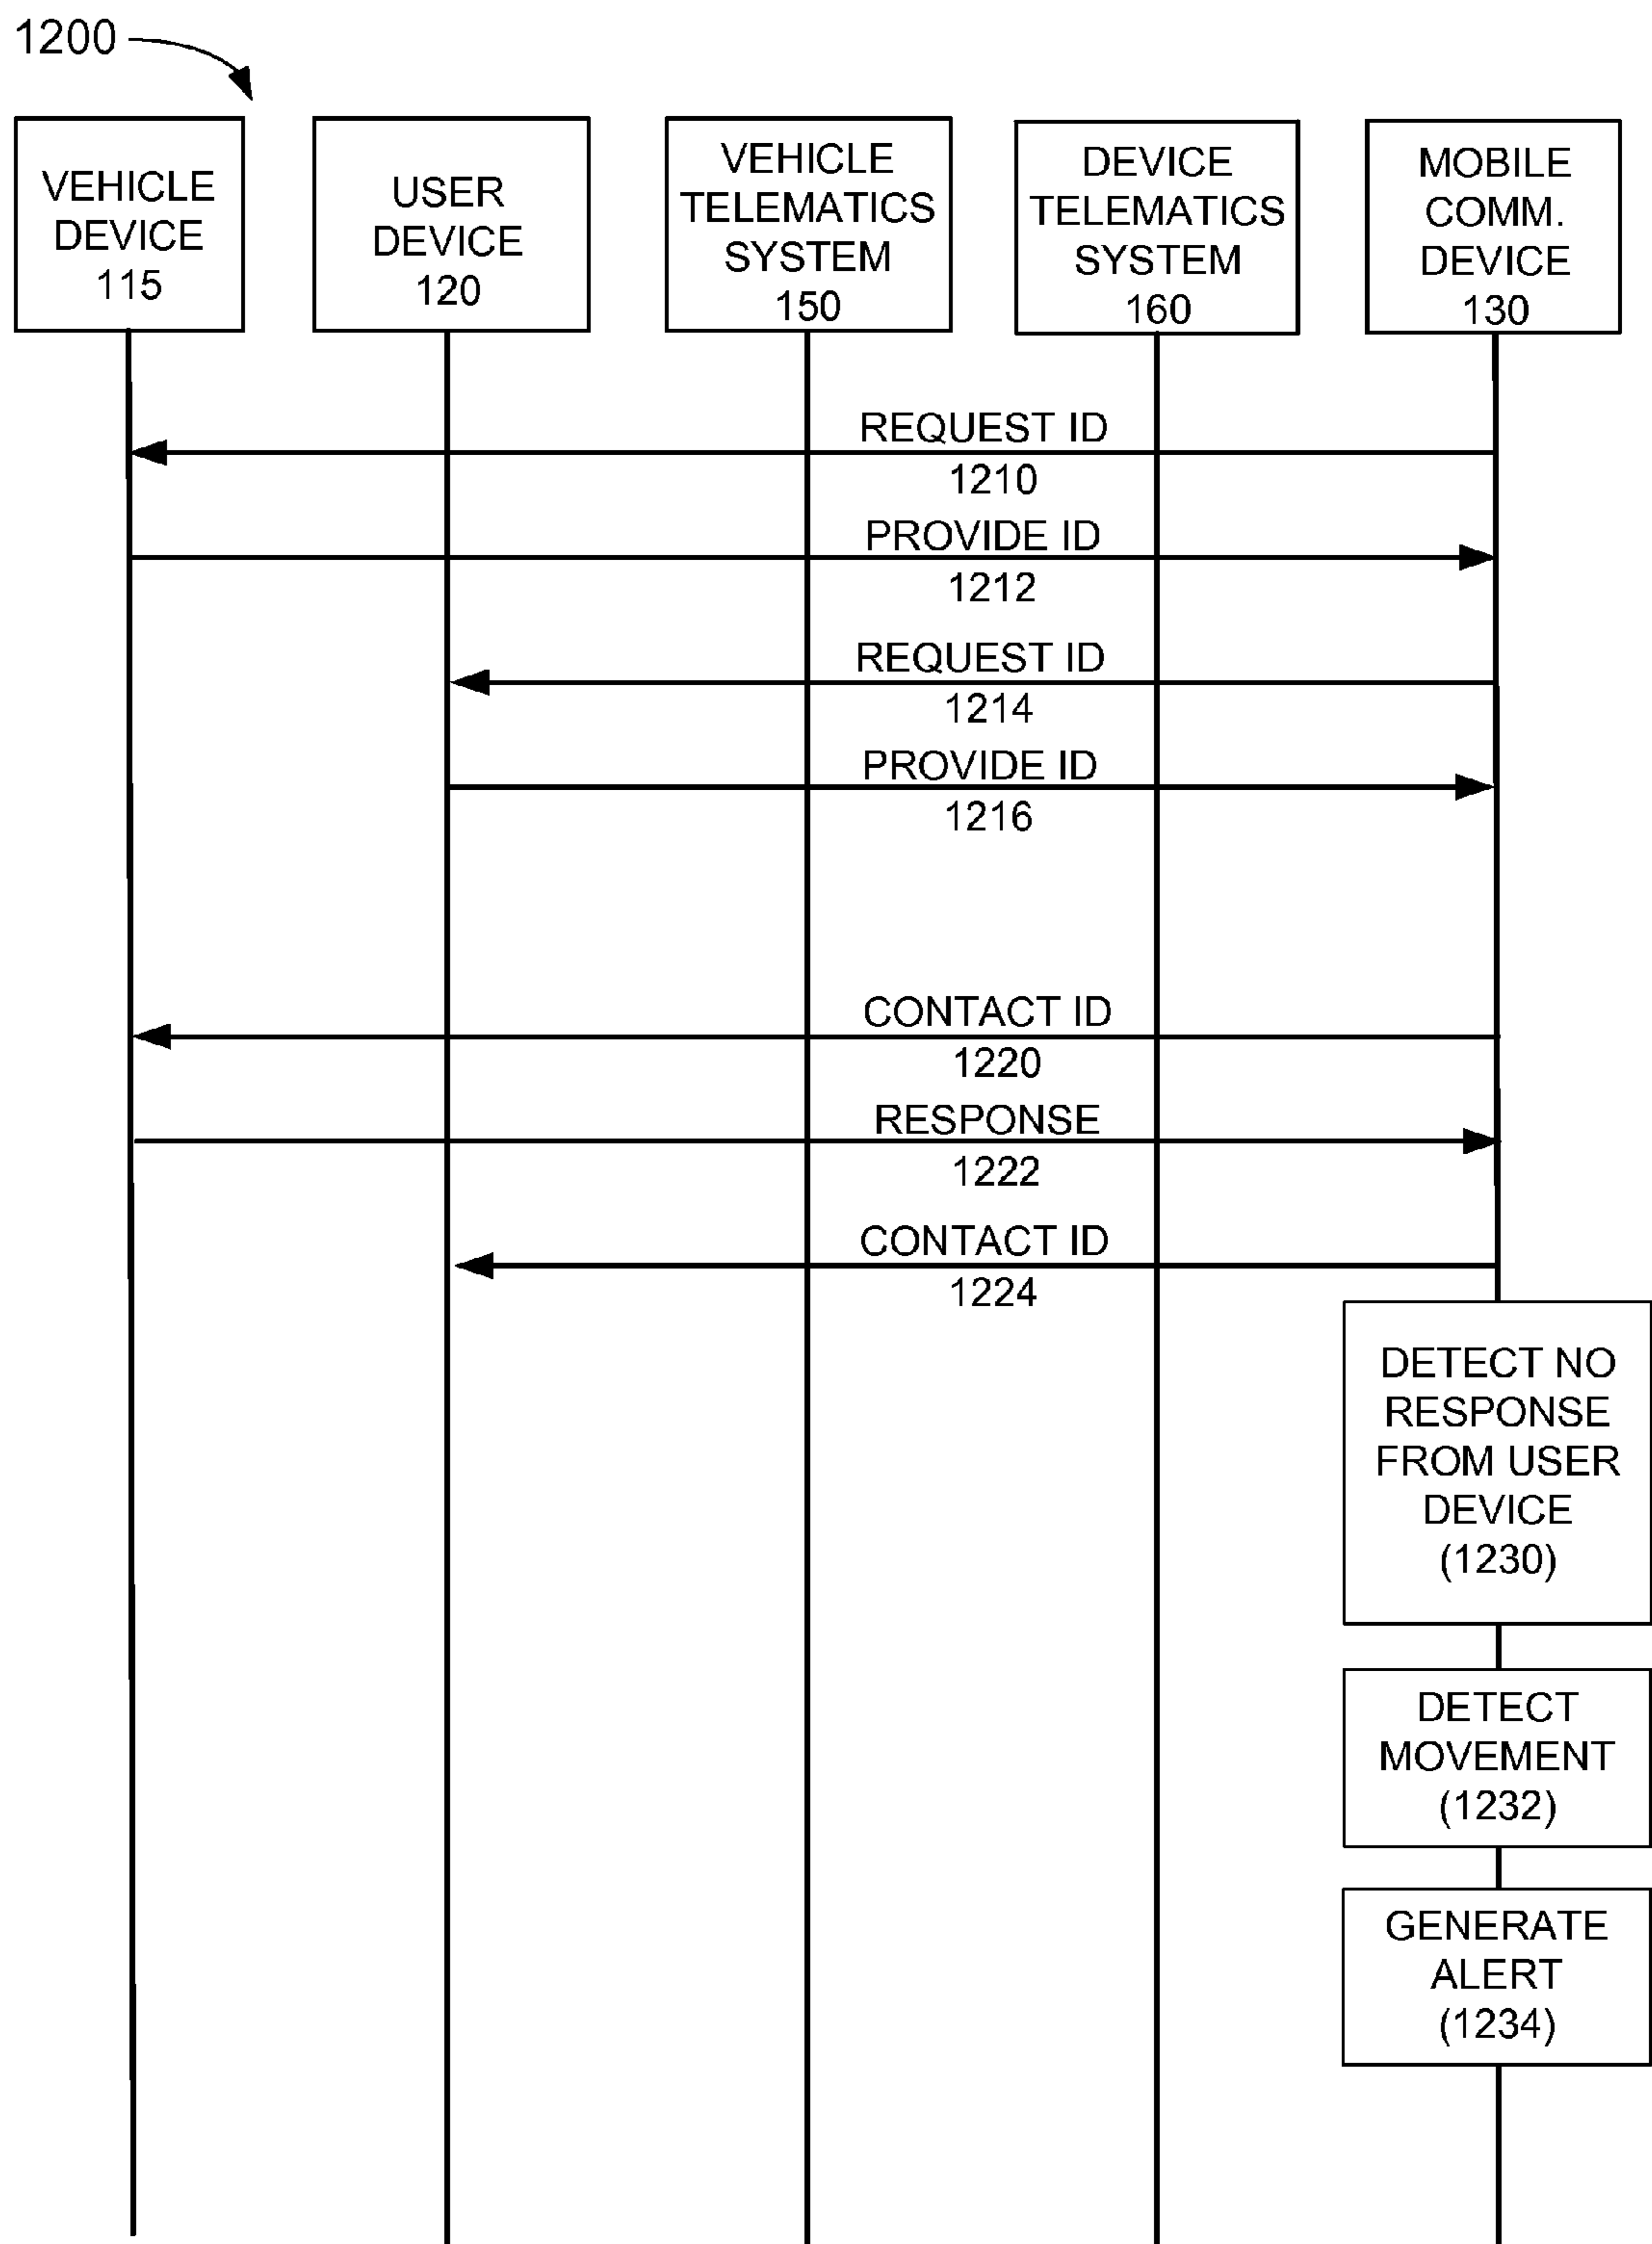 1200
VEHICLE
DEVICE
115
USER
DEVICE
120
VEHICLE
TELEMATICS
SYSTEM
150
DEVICE
TELEMATICS
SYSTEM
160
MOBILE
COMM.
DEVICE
130
REQUEST ID
1210
PROVIDE ID
1212
REQUEST ID
1214
PROVIDE ID
1216
CONTACT ID
1220
RESPONSE
1222
CONTACT ID
1224
DETECT NO
RESPONSE
FROM USER
DEVICE
(1230)
DETECT
MOVEMENT
(1232)
GENERATE
ALERT
(1234)